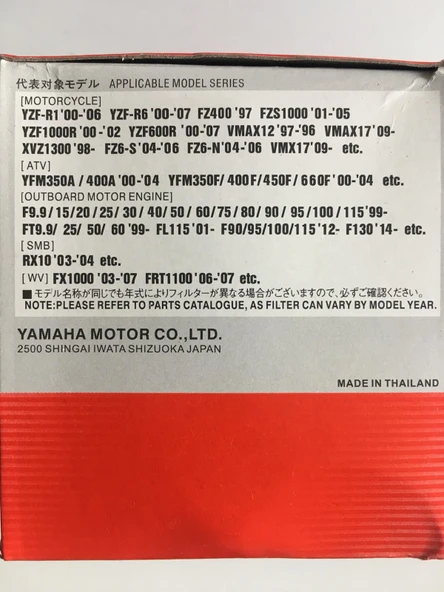 代表対象モデル APPLICABLE MODEL SERIES
[MOTORCYCLE]
YZF-R1'00-'06 YZF-R6'00-'07 FZ400'97 FZS1000'01-'05
YZF1000R'00-'02 YZF600R '00-'07 VMAX12'97-'96 VMAX17'09-
XVZ1300'98- FZ6-S'04-'06 FZ6-N'04-'06 VMX17'09- etc.
[ATV]
YFM350A / 400A'00-'04 YFM350F/ 400F/450F/ 660F'00-'04 etc.
[OUTBOARD MOTOR ENGINE]
F9.9/15/20/25/30/40/50/60/75/80/90/95/100/115'99-
FT9.9/ 25/ 50/ 60 '99- FL115'01- F90/95/100/115'12- F130'14- etc.
[SMB]
RX10'03-'04 etc.
[WV] FX1000'03-'07 FRT1100'06-'07 etc.
■モデル名称が同じでも年式によりフィルターが異なる場合がございますので、必ずご確認ください。
NOTE:PLEASE REFER TO PARTS CATALOGUE, AS FILTER CAN VARY BY MODEL YEAR.
YAMAHA MOTOR CO.,LTD.
2500 SHINGAI IWATA SHIZUOKA JAPAN
MADE IN THAILAND